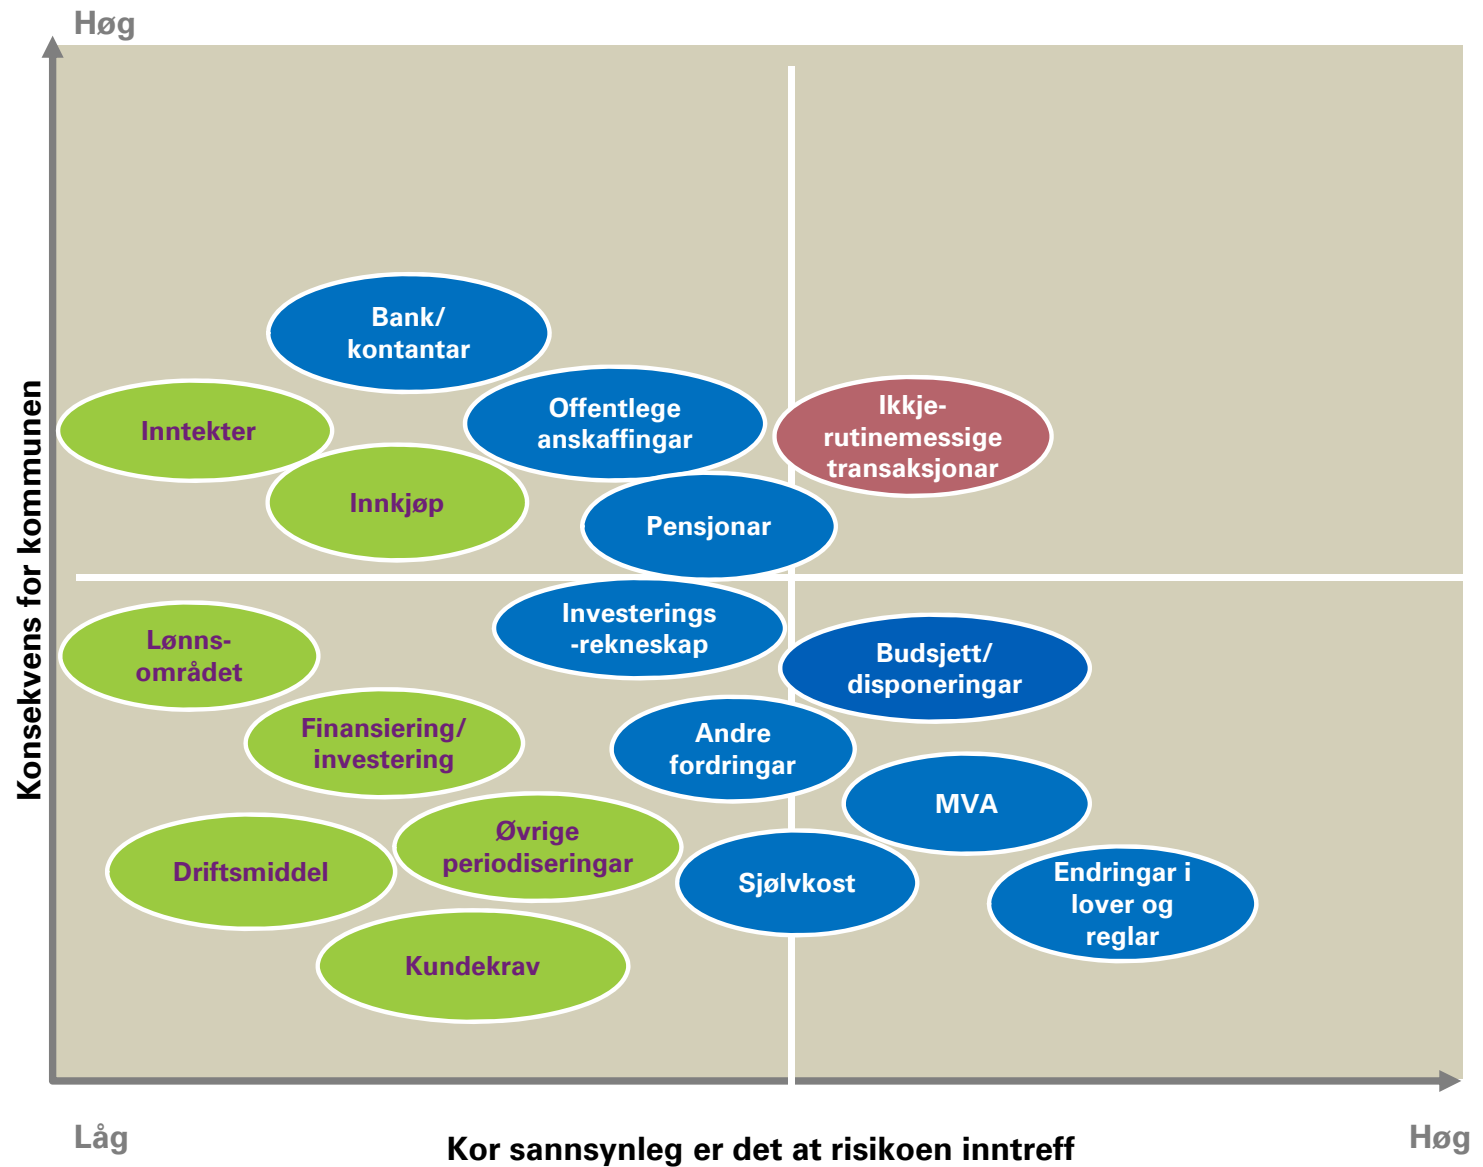 Høg
Konsekvens for kommunen
Bank/
kontantar
Offentlege
anskaffingar
Ikkje-
rutinemessige
transaksjonar
Inntekter
Innkjøp
Pensjonar
Investerings
-rekneskap
Lønns-
området
Budsjett/
disponeringar
Finansiering/
investering
Andre
fordringar
MVA
Øvrige
periodiseringar
Driftsmiddel
Sjølvkost
Endringar i
lover og
reglar
Kundekrav
Låg
Kor sannsynleg er det at risikoen inntreff
Høg